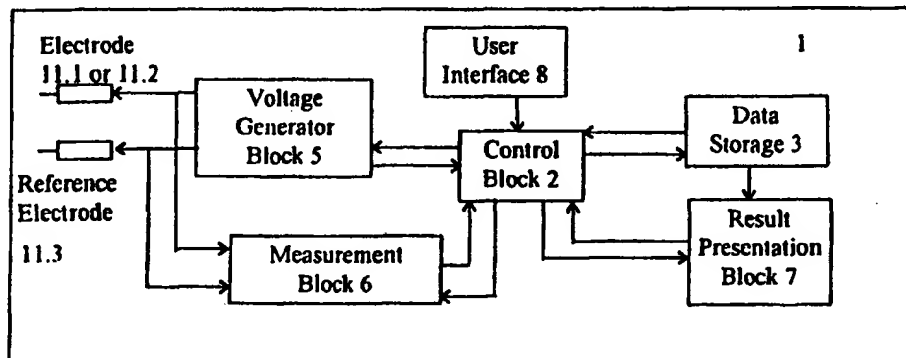 Electrode
11.1 or 11.2
Voltage
Generator
Block 5
User
Interface 8
1
Control
Block 2
Data
Storage 3
Reference
Electrode
11.3
Measurement
Block 6
Result
Presentation
Block 7